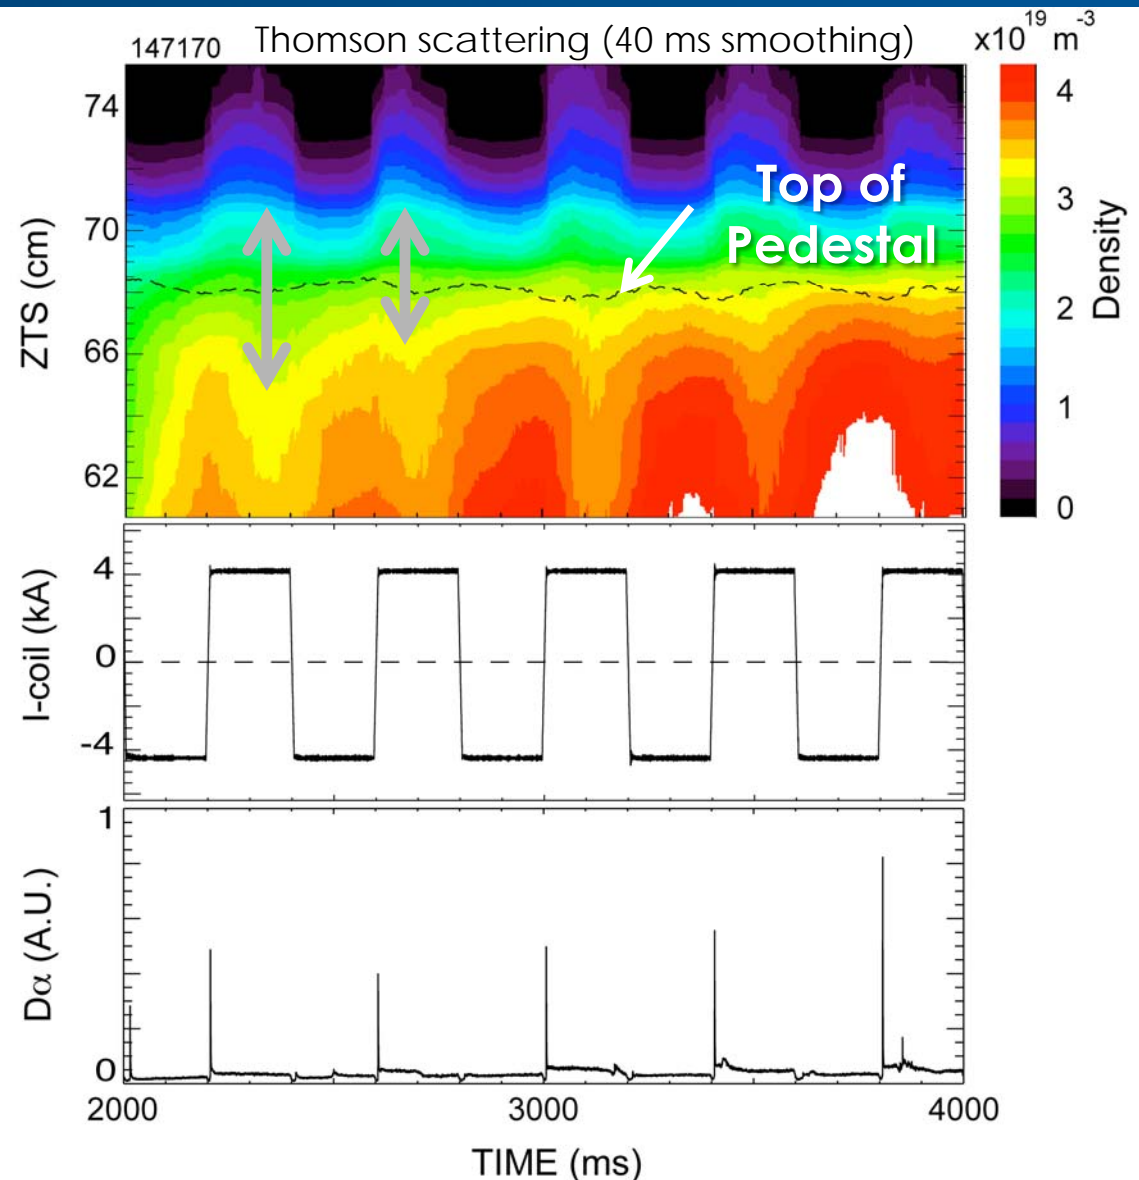 147170
Thomson scattering (40 ms smoothing)
x10 19 m -3
74
70
66
62
ZTS (cm)
Top of
Pedestal
4
3
2
1
0
Density
4
0
-4
I-coil (kA)
1
0
Dα (A.U.)
2000 3000 4000
TIME (ms)